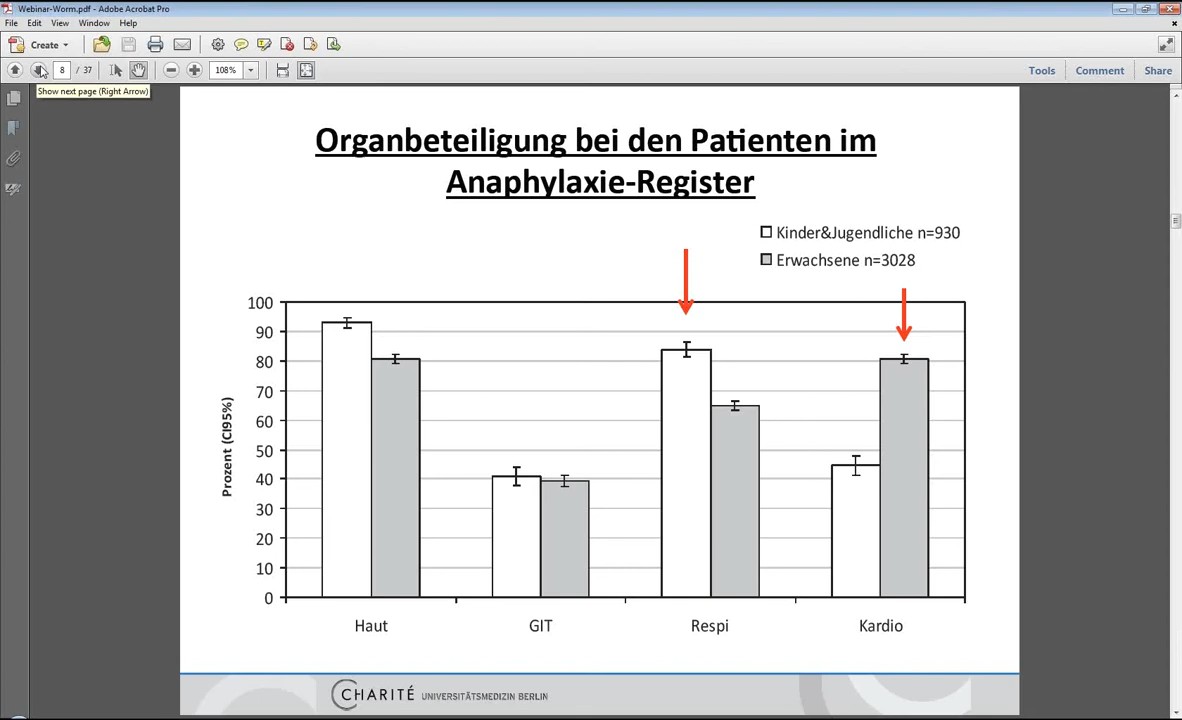 Webinar-Worm.pdf - Adobe Acrobat Pro
File Edit View Window Help
Create
8 / 37 108% Tools Comment Share
Show next page (Right Arrow)
Organbeteiligung bei den Patienten im
Anaphylaxie-Register
Kinder&Jugendliche n=930
Erwachsene n=3028
Prozent (CI95%)
100
90
80
70
60
50
40
30
20
10
0
Haut GIT Respi Kardio
CHARITÉ UNIVERSITÄTSMEDIZIN BERLIN